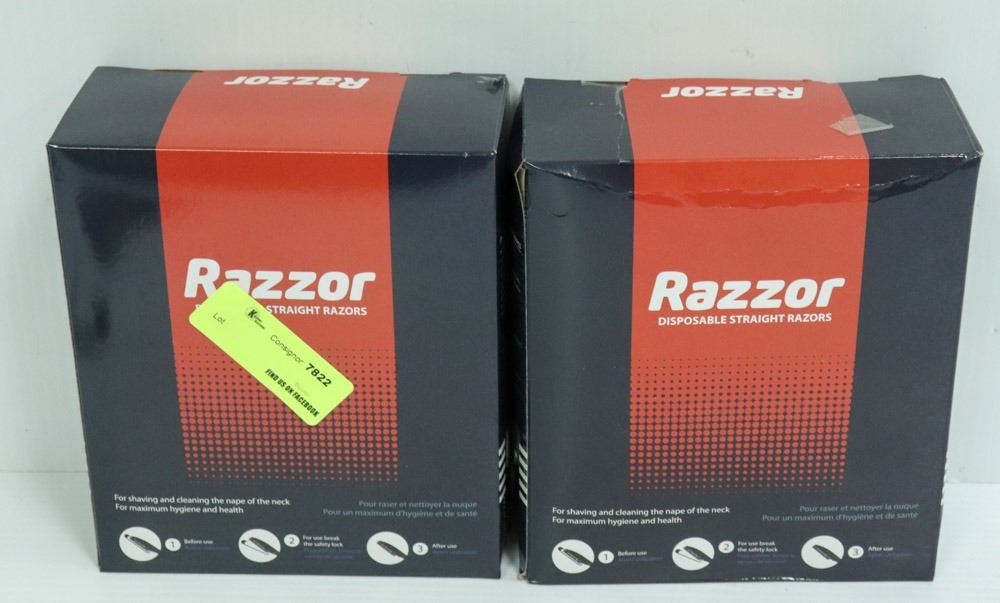 Razzor
Razzor
STRAIGHT RAZORS
Lot:
Consignor 7822
FIND US ON FACEBOOK
For shaving and cleaning the nape of the neck
For maximum hygiene and health
Pour raser et nettoyer la nuque
Pour un maximum d'hygiène et de santé
1 Before use
2 For use break
the safety lock
3 After use
Razzor
Razzor
DISPOSABLE STRAIGHT RAZORS
For shaving and cleaning the nape of the neck
For maximum hygiene and health
Pour raser et nettoyer la nuque
Pour un maximum d'hygiène et de santé
1 Before use
2 For use break
the safety lock
3 After use